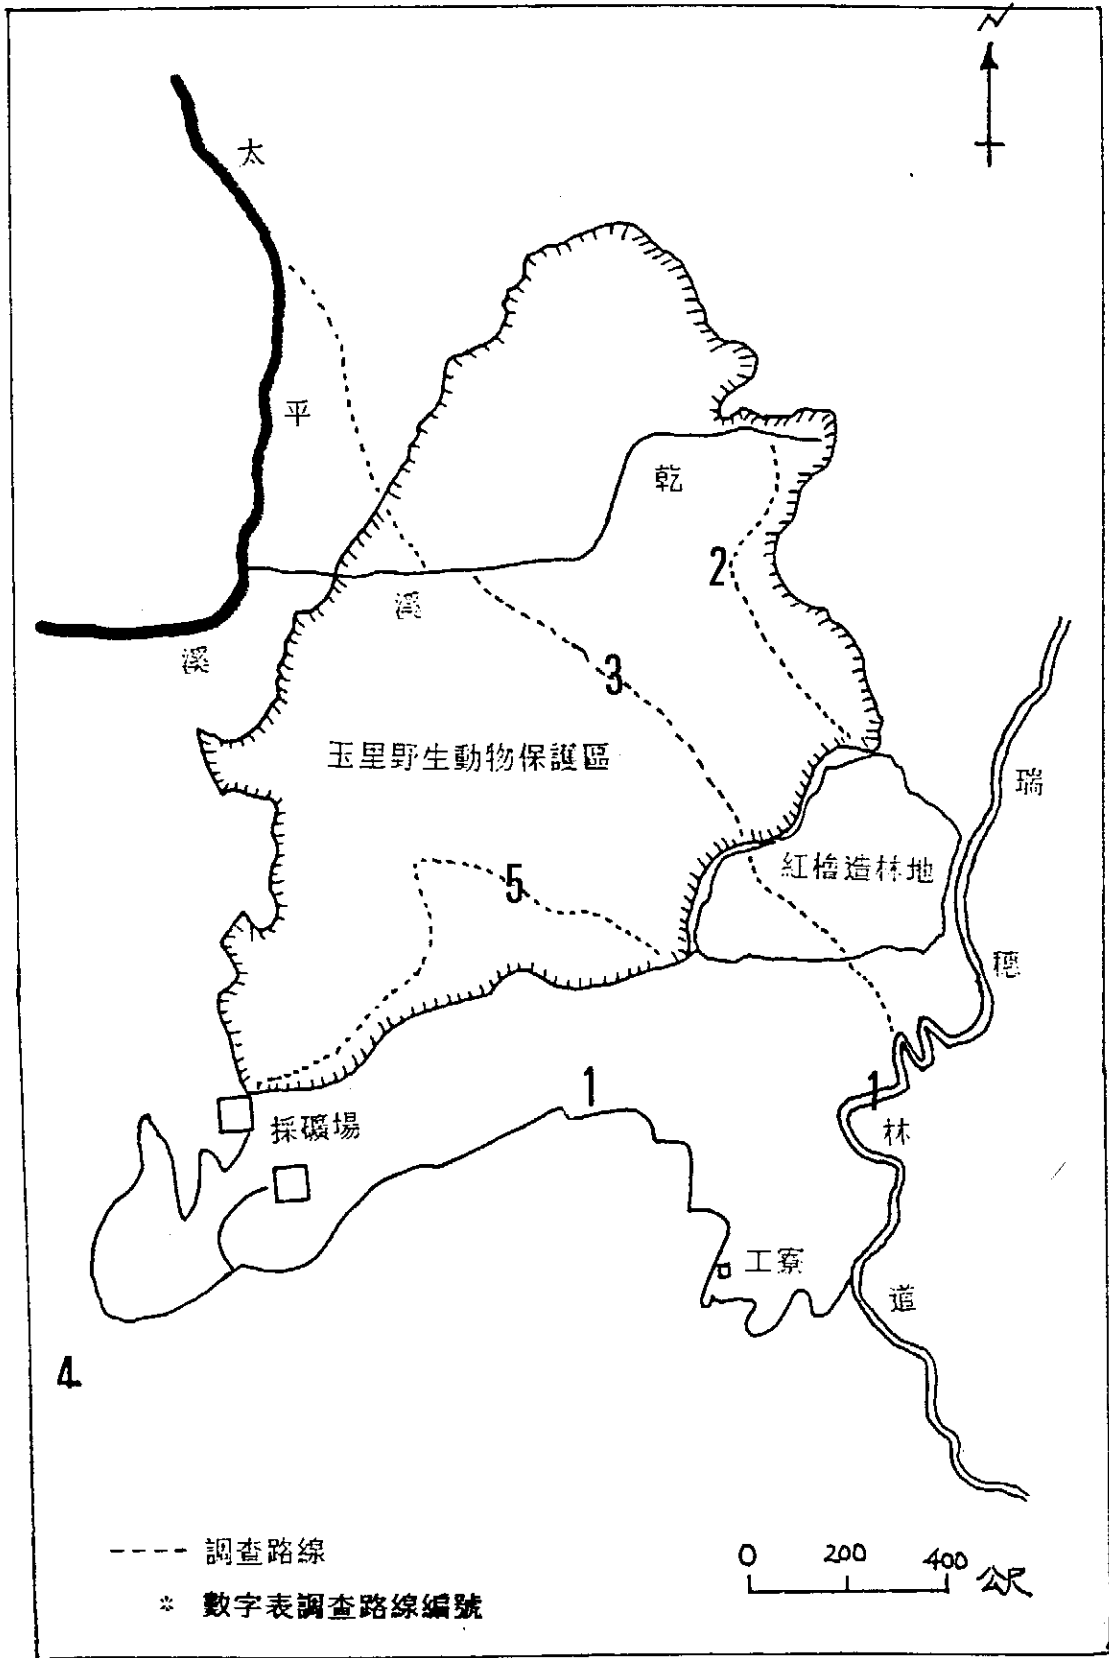 N
太
平
溪
乾
溪
2
3
玉里野生動物保護區
5
紅檜造林地
瑞
穗
林
道
1
1
採礦場
工寮
4
調查路線
* 數字表調查路線編號
0 200 400 公尺